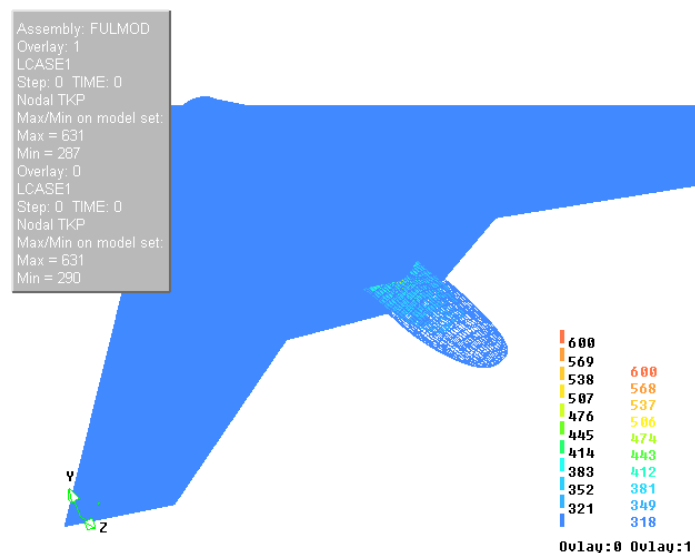 Assembly: FULMOD
Overlay: 1
LCASE1
Step: 0 TIME: 0
Nodal TKP
Max/Min on model set:
Max = 631
Min = 287
Overlay: 0
LCASE1
Step: 0 TIME: 0
Nodal TKP
Max/Min on model set:
Max = 631
Min = 290
Y
Z
600
569
538
507
476
445
414
383
352
321
600
568
537
506
474
443
412
381
349
318
Ovlay:0 Ovlay:1